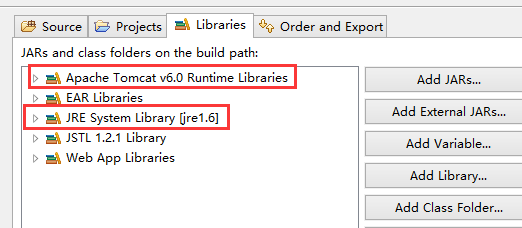 Source Projects Libraries Order and Export
JARs and class folders on the build path:
Apache Tomcat v6.0 Runtime Libraries
EAR Libraries
JRE System Library [jre1.6]
JSTL 1.2.1 Library
Web App Libraries
Add JARs...
Add External JARs...
Add Variable...
Add Library...
Add Class Folder...